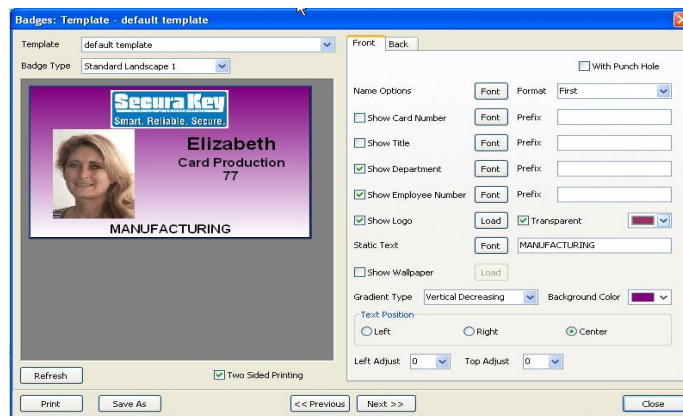 Badges: Template - default template
Template default template
Badge Type Standard Landscape 1
Secura Key
Smart. Reliable. Secure.
Elizabeth
Card Production
77
MANUFACTURING
Refresh Two Sided Printing
Front Back
With Punch Hole
Name Options Font Format First
Show Card Number Font Prefix
Show Title Font Prefix
Show Department Font Prefix
Show Employee Number Font Prefix
Show Logo Load Transparent
Static Text Font MANUFACTURING
Show Wallpaper Load
Gradient Type Vertical Decreasing Background Color
Text Position
Left Right Center
Left Adjust 0 Top Adjust 0
Print Save As << Previous Next >> Close